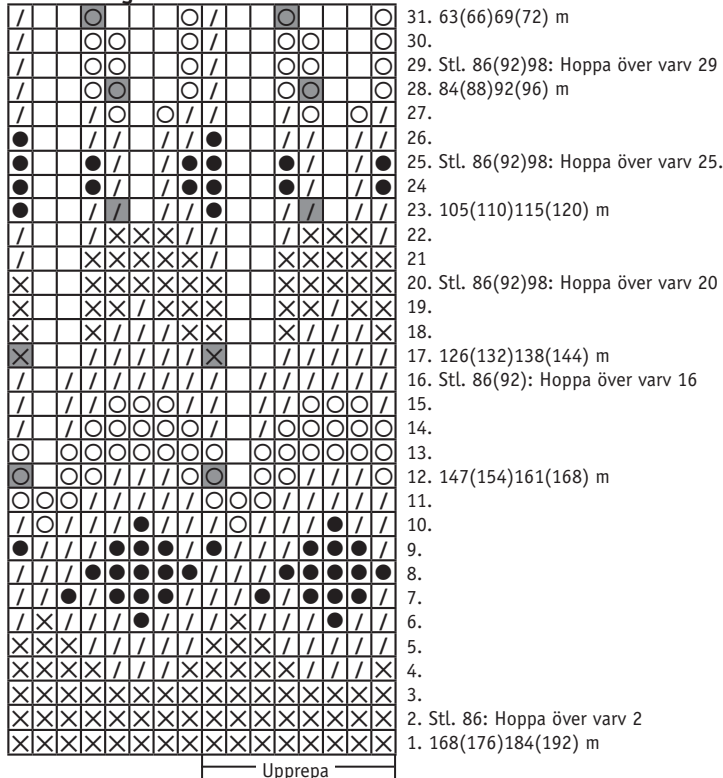 31. 63(66)69(72) m
30.
29. Stl. 86(92)98: Hoppa över varv 29
28. 84(88)92(96) m
27.
26.
25. Stl. 86(92)98: Hoppa över varv 25.
24
23. 105(110)115(120) m
22.
21
20. Stl. 86(92)98: Hoppa över varv 20
19.
18.
17. 126(132)138(144) m
16. Stl. 86(92): Hoppa över varv 16
15.
14.
13.
12. 147(154)161(168) m
11.
10.
9.
8.
7.
6.
5.
4.
3.
2. Stl. 86: Hoppa över varv 2
1. 168(176)184(192) m
Upprepa